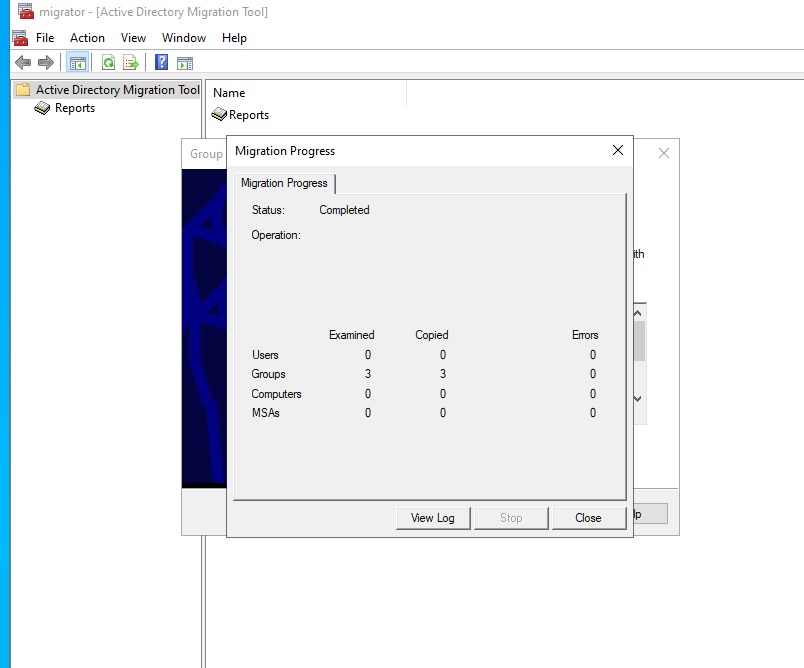 migrator - [Active Directory Migration Tool]
File Action View Window Help
Active Directory Migration Tool
Reports
Name
Reports
Group
Migration Progress
Migration Progress
Status: Completed
Operation:
Examined Copied Errors
Users 0 0 0
Groups 3 3 0
Computers 0 0 0
MSAs 0 0 0
View Log Stop Close